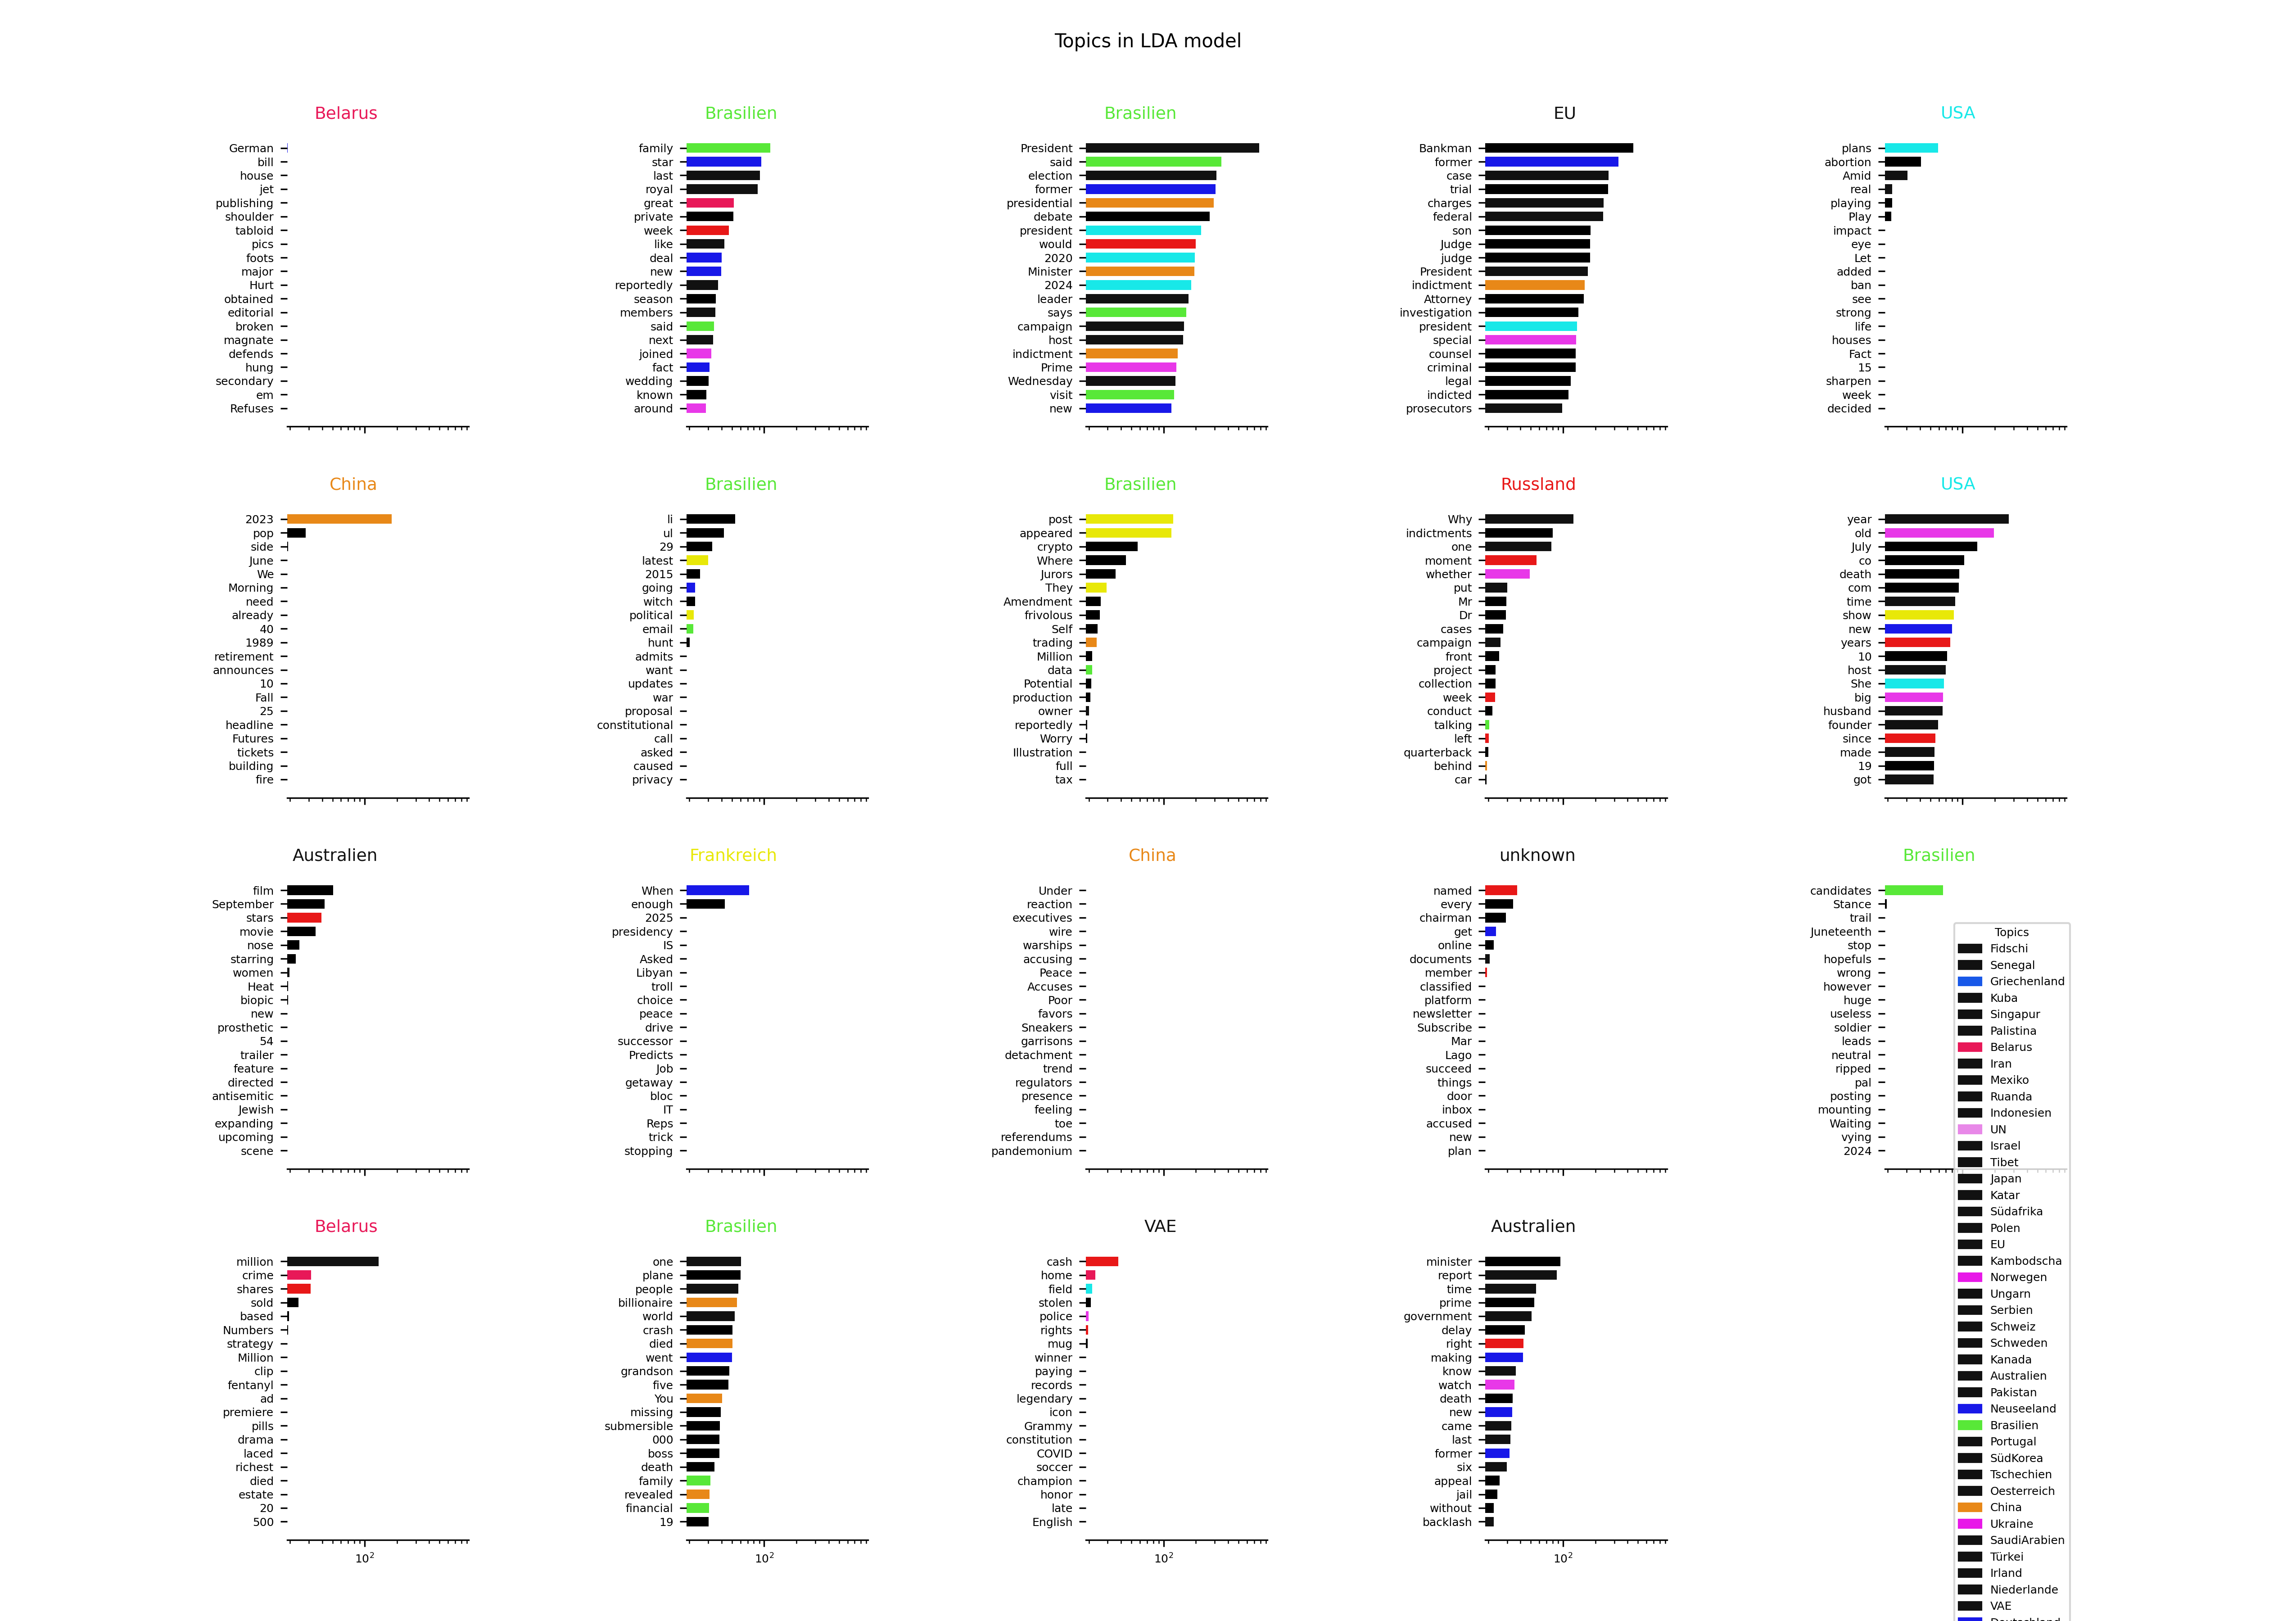 Topics in LDA model
Belarus
German
bill
house
jet
publishing
shoulder
tabloid
pics
foots
major
Hurt
obtained
editorial
broken
magnate
defends
hung
secondary
em
Refuses
Brasilien
family
star
last
royal
great
private
week
like
deal
new
reportedly
season
members
said
next
joined
fact
wedding
known
around
Brasilien
President
said
election
former
presidential
debate
president
would
2020
Minister
2024
leader
says
campaign
host
indictment
Prime
Wednesday
visit
new
EU
Bankman
former
case
trial
charges
federal
son
Judge
judge
President
indictment
Attorney
investigation
president
special
counsel
criminal
legal
indicted
prosecutors
USA
plans
abortion
Amid
real
playing
Play
impact
eye
Let
added
ban
see
strong
life
houses
Fact
15
sharpen
week
decided
China
2023
pop
side
June
We
Morning
need
already
40
1989
retirement
announces
10
Fall
25
headline
Futures
tickets
building
fire
Brasilien
li
ul
29
latest
2015
going
witch
political
email
hunt
admits
want
updates
war
proposal
constitutional
call
asked
caused
privacy
Brasilien
post
appeared
crypto
Where
Jurors
They
Amendment
frivolous
Self
trading
Million
data
Potential
production
owner
reportedly
Worry
Illustration
full
tax
Russland
Why
indictments
one
moment
whether
put
Mr
Dr
cases
campaign
front
project
collection
week
conduct
talking
left
quarterback
behind
car
USA
year
old
July
co
death
com
time
show
new
years
10
host
She
big
husband
founder
since
made
19
got
Australien
film
September
stars
movie
nose
starring
women
Heat
biopic
new
prosthetic
54
trailer
feature
directed
antisemitic
Jewish
expanding
upcoming
scene
Frankreich
When
enough
2025
presidency
IS
Asked
Libyan
troll
choice
peace
drive
successor
Predicts
Job
getaway
bloc
IT
Reps
trick
stopping
China
Under
reaction
executives
wire
warships
accusing
Peace
Accuses
Poor
favors
Sneakers
garrisons
detachment
trend
regulators
presence
feeling
toe
referendums
pandemonium
unknown
named
every
chairman
get
online
documents
member
classified
platform
newsletter
Subscribe
Mar
Lago
succeed
things
door
inbox
accused
new
plan
Brasilien
candidates
Stance
trail
Juneteenth
stop
hopefuls
wrong
however
huge
useless
soldier
leads
neutral
ripped
pal
posting
mounting
Waiting
vying
2024
Belarus
million
crime
shares
sold
based
Numbers
strategy
Million
clip
fentanyl
ad
premiere
pills
drama
laced
richest
died
estate
20
500
10²
Brasilien
one
plane
people
billionaire
world
crash
died
went
grandson
five
You
missing
submersible
000
boss
death
family
revealed
financial
19
10²
VAE
cash
home
field
stolen
police
rights
mug
winner
paying
records
legendary
icon
Grammy
constitution
COVID
soccer
champion
honor
late
English
10²
Australien
minister
report
time
prime
government
delay
right
making
know
watch
death
new
came
last
former
six
appeal
jail
without
backlash
10²
Topics
Fidschi
Senegal
Griechenland
Kuba
Singapur
Palistina
Belarus
Iran
Mexiko
Ruanda
Indonesien
UN
Israel
Tibet
Japan
Katar
Südafrika
Polen
EU
Kambodscha
Norwegen
Ungarn
Serbien
Schweiz
Schweden
Kanada
Australien
Pakistan
Neuseeland
Brasilien
Portugal
SüdKorea
Tschechien
Oesterreich
China
Ukraine
SaudiArabien
Türkei
Irland
Niederlande
VAE